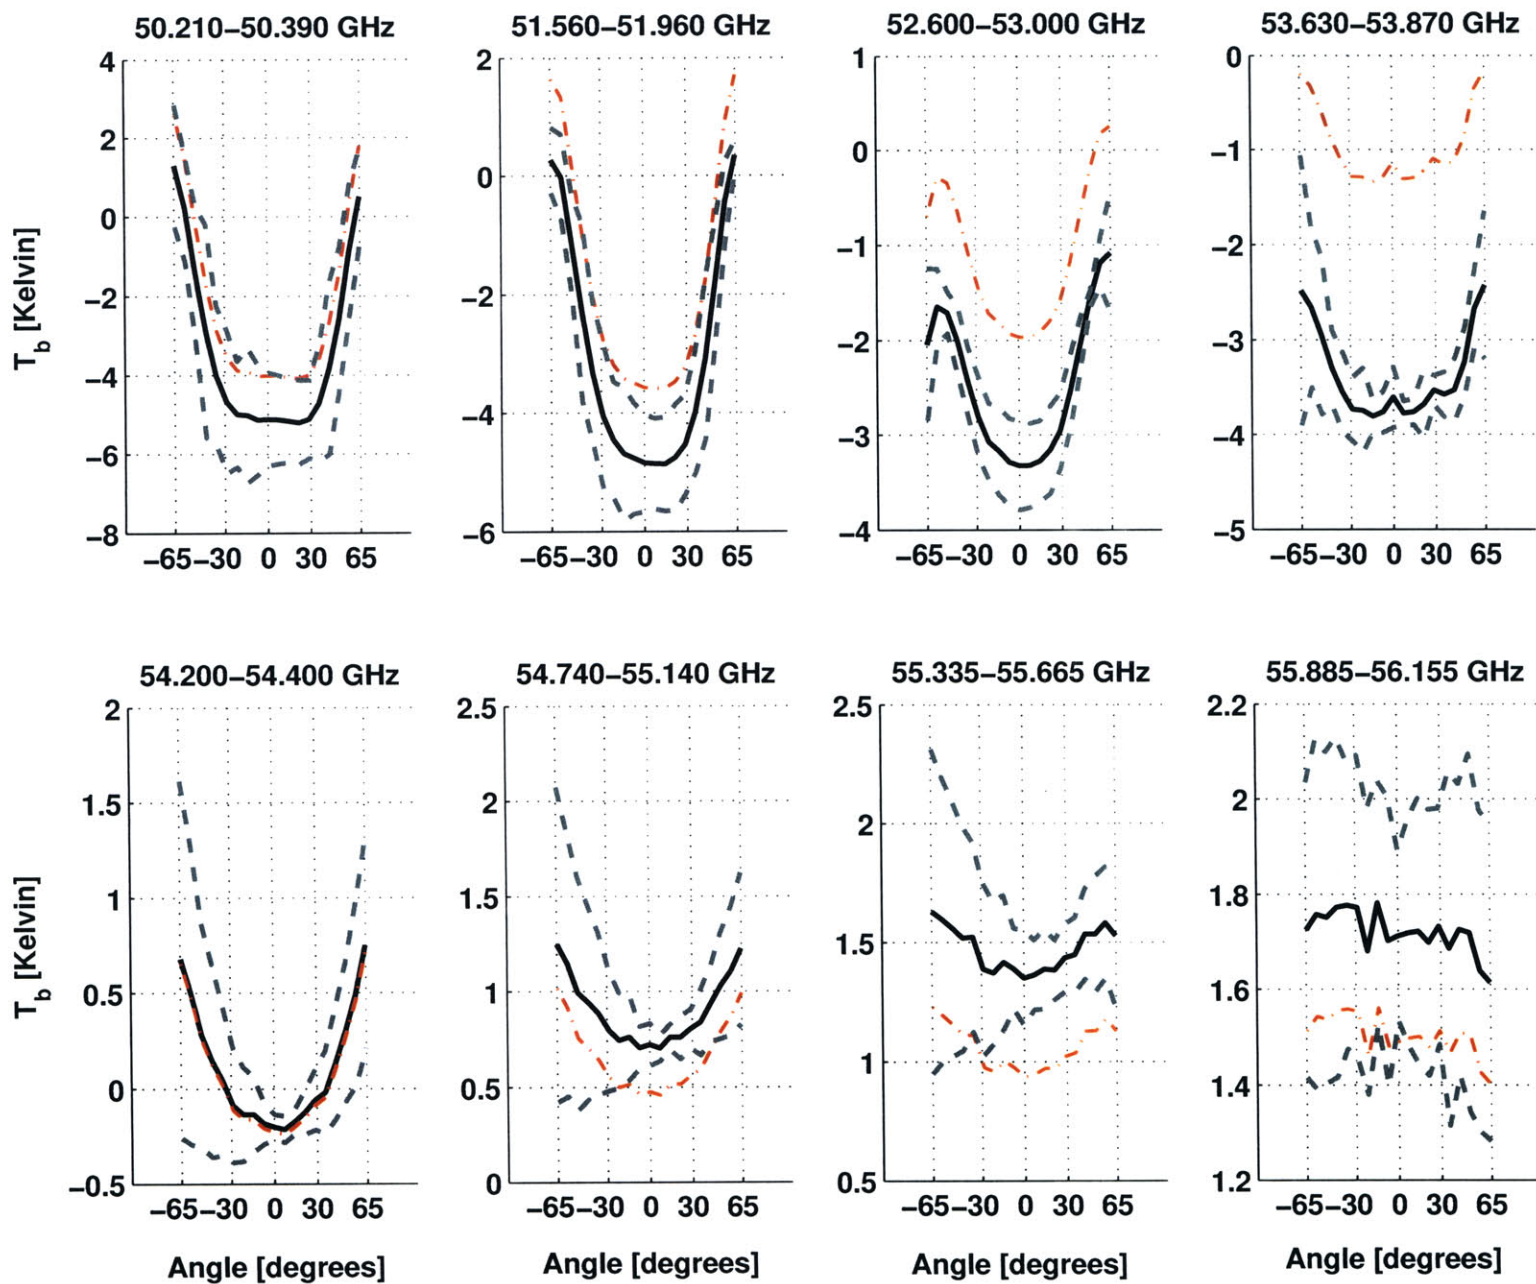 50.210–50.390 GHz
51.560–51.960 GHz
52.600–53.000 GHz
53.630–53.870 GHz
T_b [Kelvin]
4
2
0
−2
−4
−6
−8
−65 −30 0 30 65
2
0
−2
−4
−6
−65 −30 0 30 65
1
0
−1
−2
−3
−4
−65 −30 0 30 65
0
−1
−2
−3
−4
−5
−65 −30 0 30 65
54.200–54.400 GHz
54.740–55.140 GHz
55.335–55.665 GHz
55.885–56.155 GHz
T_b [Kelvin]
2
1.5
1
0.5
0
−0.5
−65 −30 0 30 65
Angle [degrees]
2.5
2
1.5
1
0.5
0
−65 −30 0 30 65
Angle [degrees]
2.5
2
1.5
1
0.5
−65 −30 0 30 65
Angle [degrees]
2.2
2
1.8
1.6
1.4
1.2
−65 −30 0 30 65
Angle [degrees]